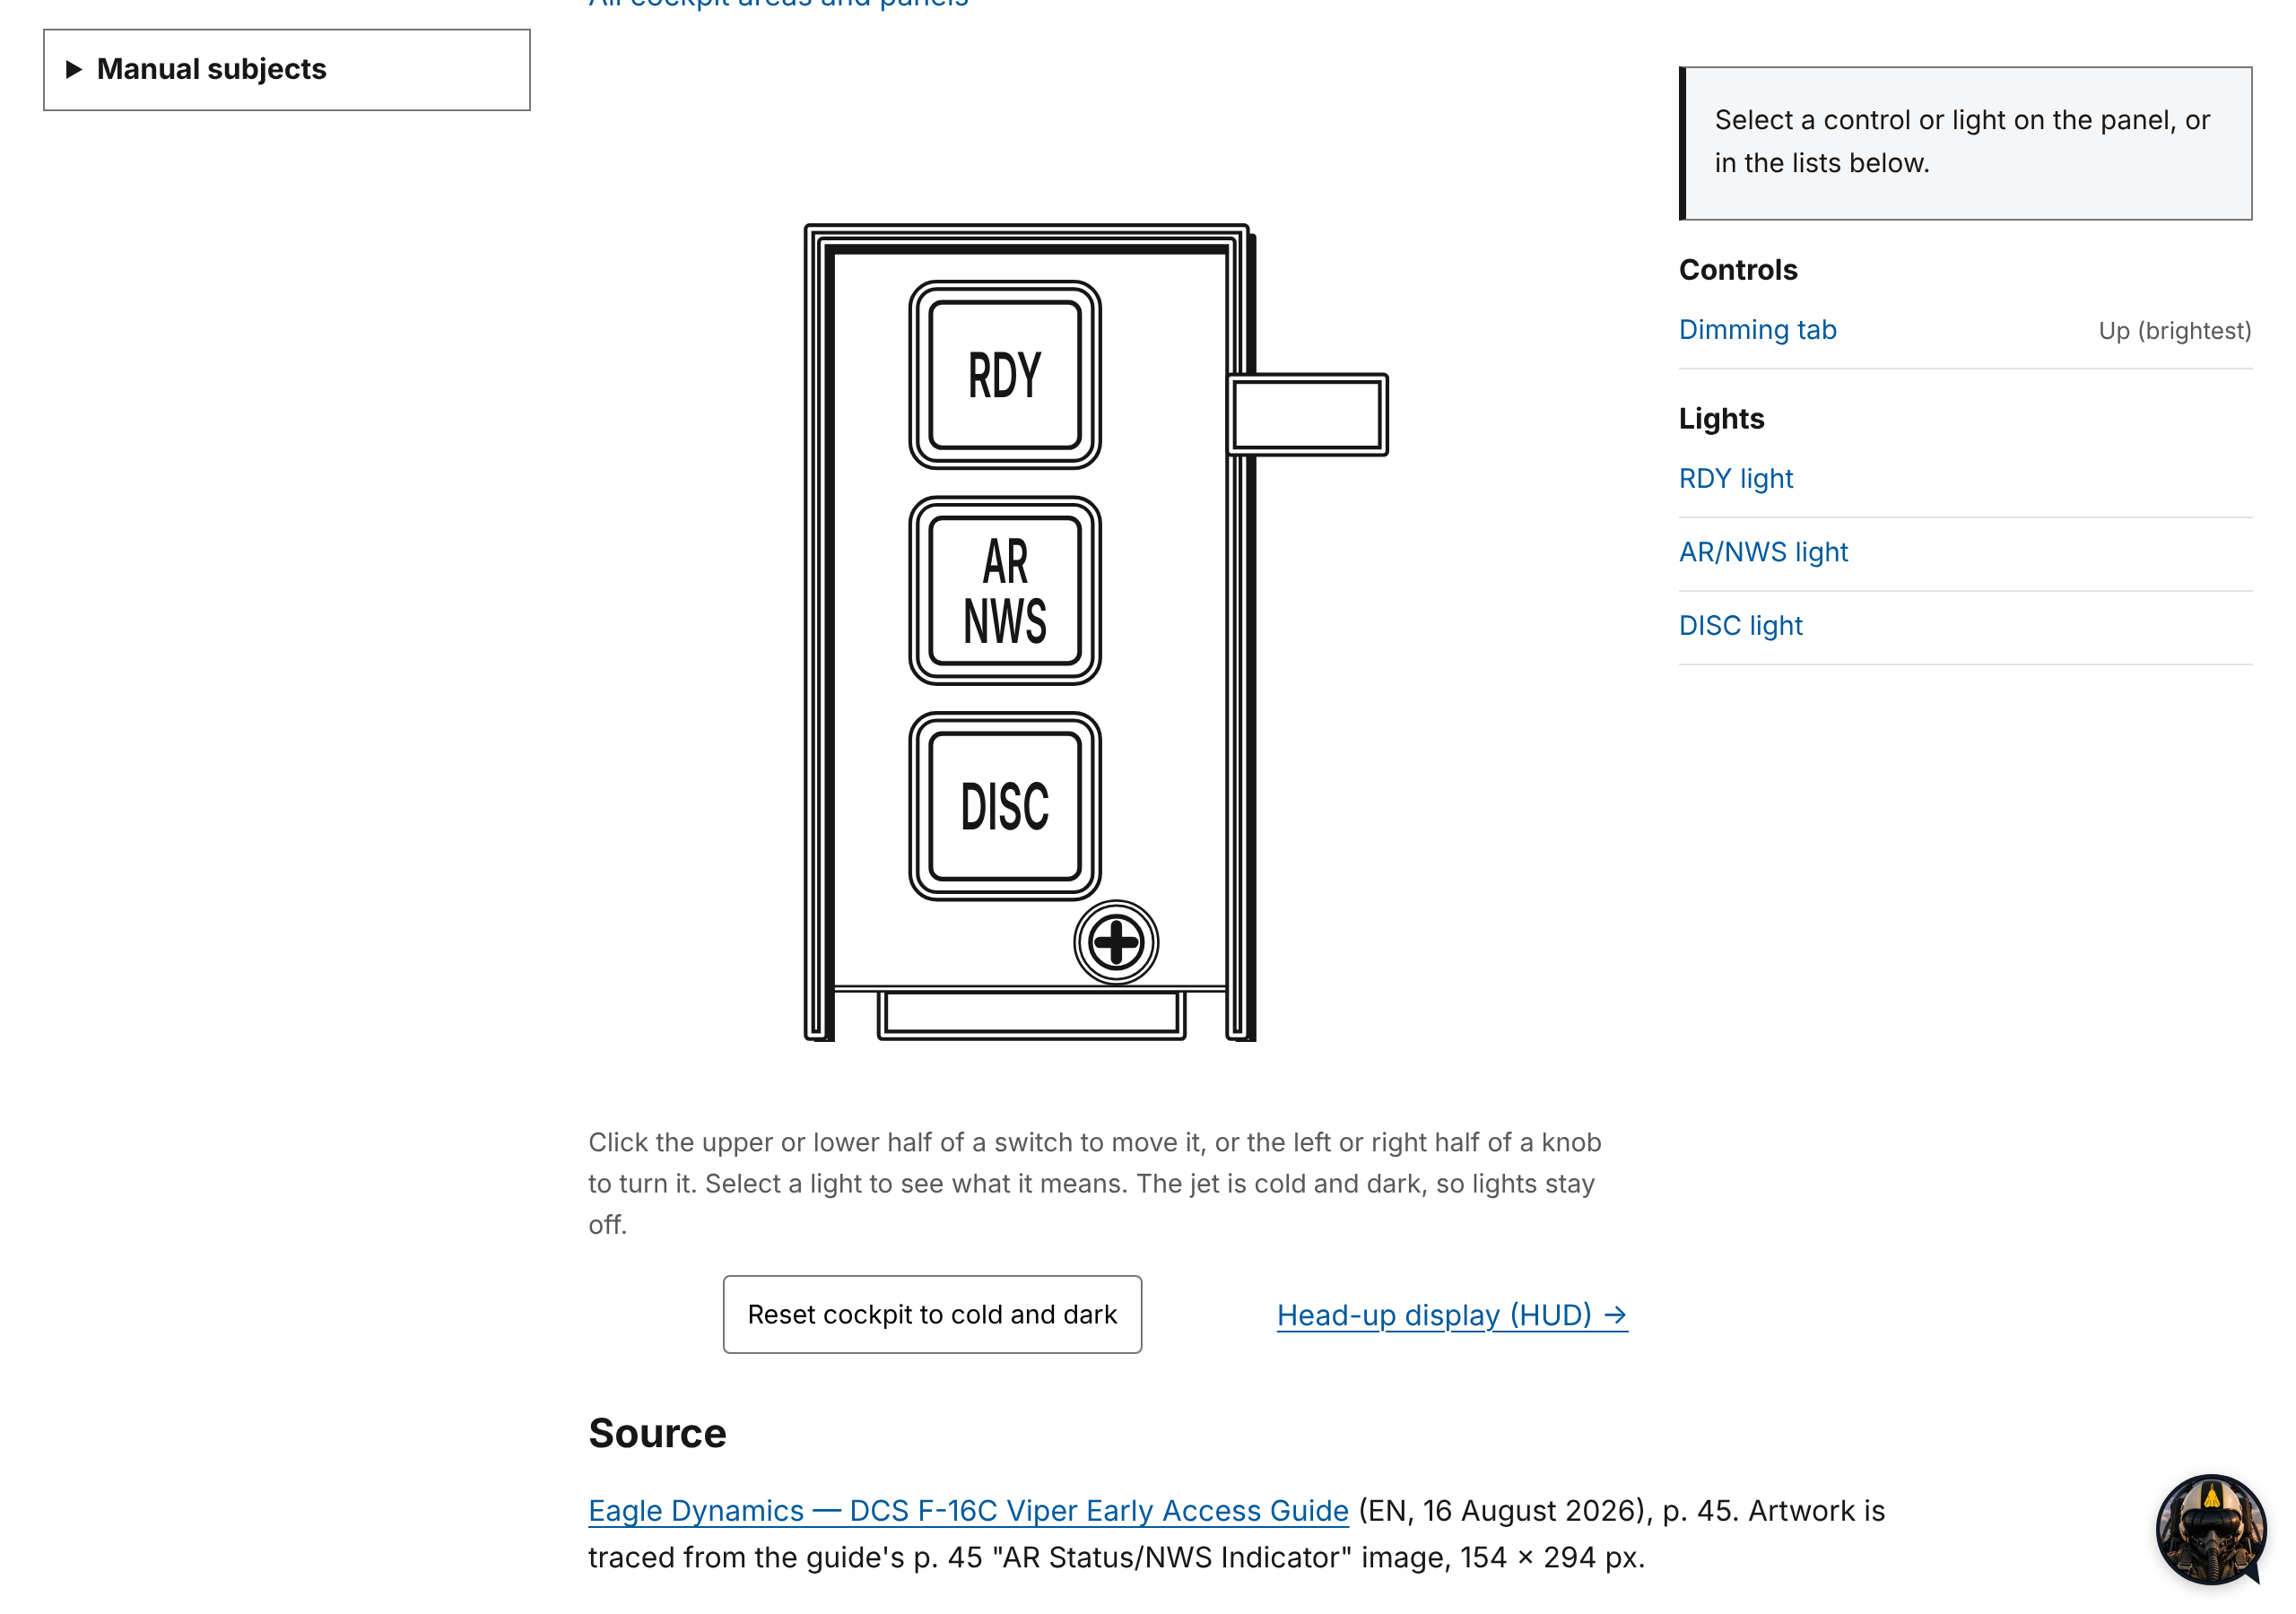 All cockpit areas and panels
Manual subjects
RDY
AR
NWS
DISC
Click the upper or lower half of a switch to move it, or the left or right half of a knob
to turn it. Select a light to see what it means. The jet is cold and dark, so lights stay
off.
Reset cockpit to cold and dark
Head-up display (HUD) →
Select a control or light on the panel, or
in the lists below.
Controls
Dimming tab Up (brightest)
Lights
RDY light
AR/NWS light
DISC light
Source
Eagle Dynamics — DCS F-16C Viper Early Access Guide (EN, 16 August 2026), p. 45. Artwork is
traced from the guide's p. 45 "AR Status/NWS Indicator" image, 154 × 294 px.